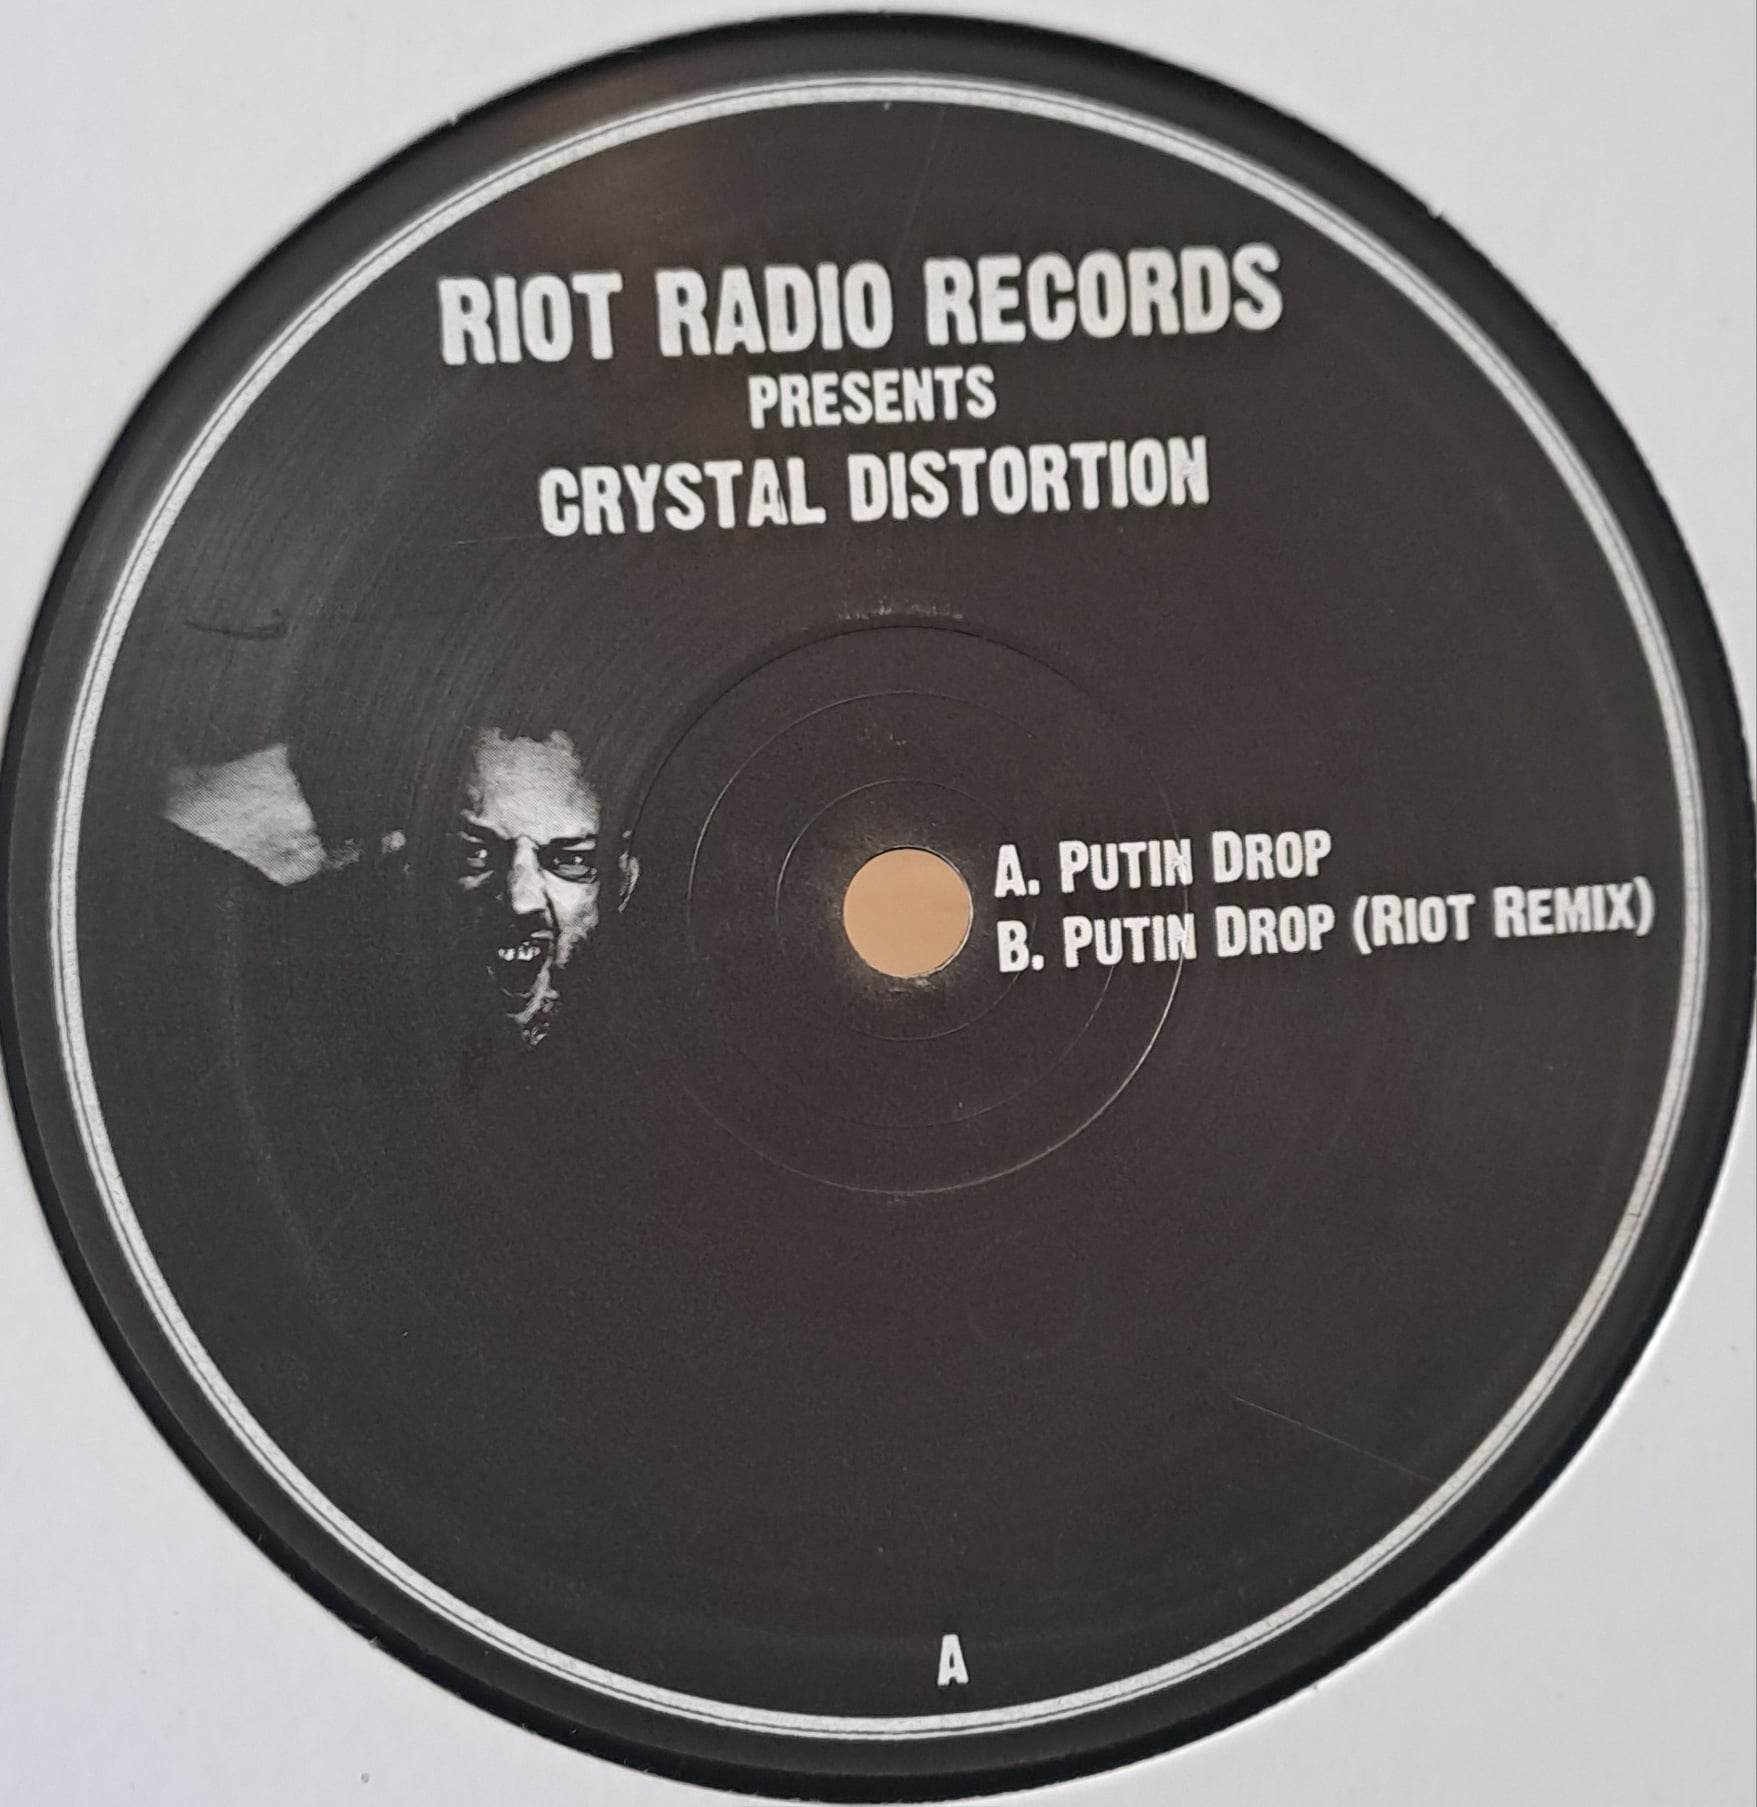 RIOT RADIO RECORDS
PRESENTS
CRYSTAL DISTORTION
A. PUTIN DROP
B. PUTIN DROP (RIOT REMIX)
A